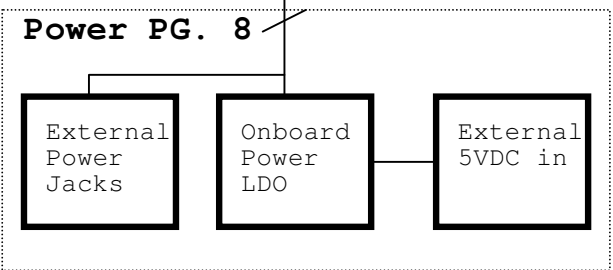 Power PG. 8
External
Power
Jacks
Onboard
Power
LDO
External
5VDC in